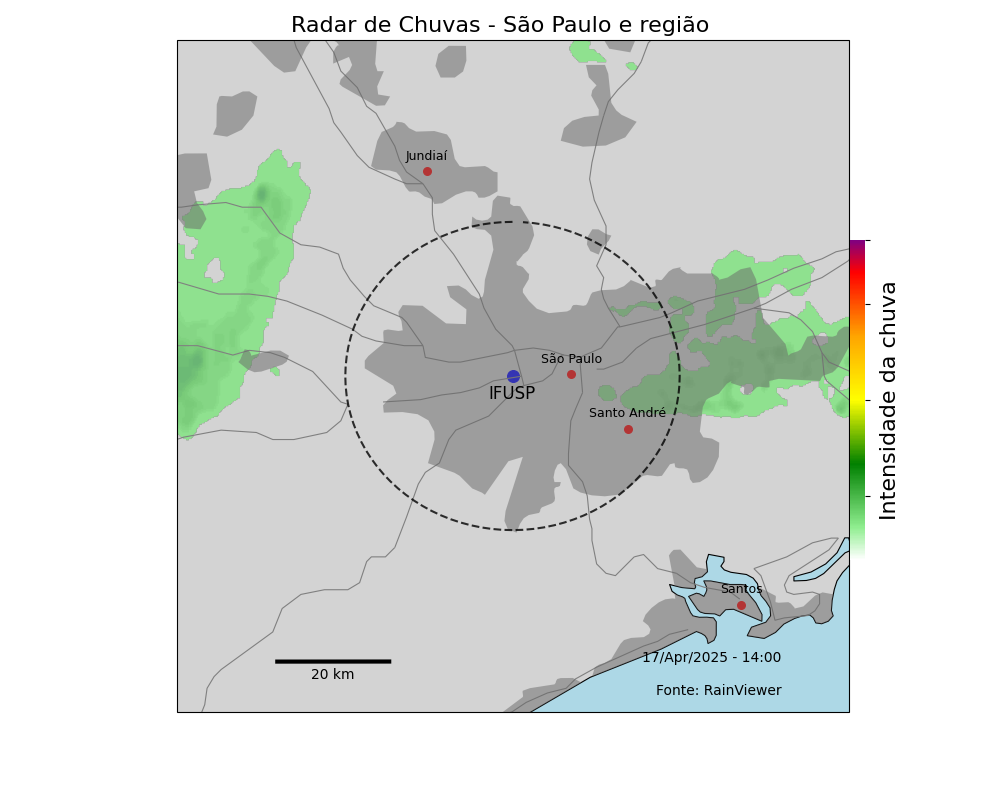 Radar de Chuvas - São Paulo e região
Jundiaí
São Paulo
IFUSP
Santo André
Intensidade da chuva
Santos
17/Apr/2025 - 14:00
20 km
Fonte: RainViewer